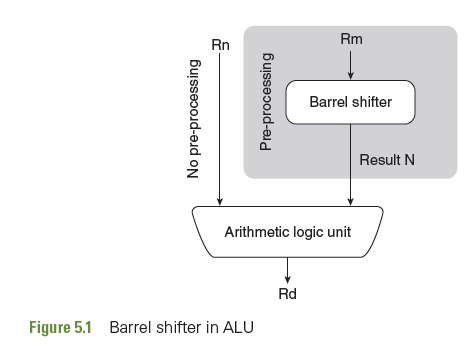 Rn
Rm
No pre-processing
Pre-processing
Barrel shifter
Result N
Arithmetic logic unit
Rd
Figure 5.1 Barrel shifter in ALU